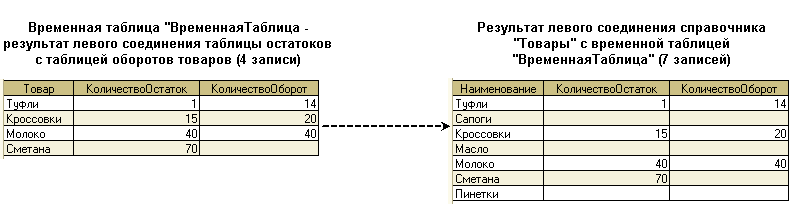 Временная таблица "ВременнаяТаблица -
результат левого соединения таблицы остатоков
с таблицей оборотов товаров (4 записи)
Товар КоличествоОстаток КоличествоОборот
Туфли 1 14
Кроссовки 15 20
Молоко 40 40
Сметана 70
Результат левого соединения справочника
"Товары" с временной таблицей
"ВременнаяТаблица" (7 записей)
Наименование КоличествоОстаток КоличествоОборот
Туфли 1 14
Сапоги
Кроссовки 15 20
Масло
Молоко 40 40
Сметана 70
Пинетки